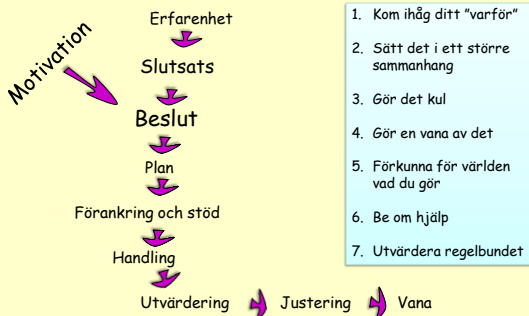 Motivation
Erfarenhet
Slutsats
Beslut
Plan
Förankring och stöd
Handling
Utvärdering Justering Vana
1. Kom ihåg ditt ”varför”
2. Sätt det i ett större
sammanhang
3. Gör det kul
4. Gör en vana av det
5. Förkunna för världen
vad du gör
6. Be om hjälp
7. Utvärdera regelbundet